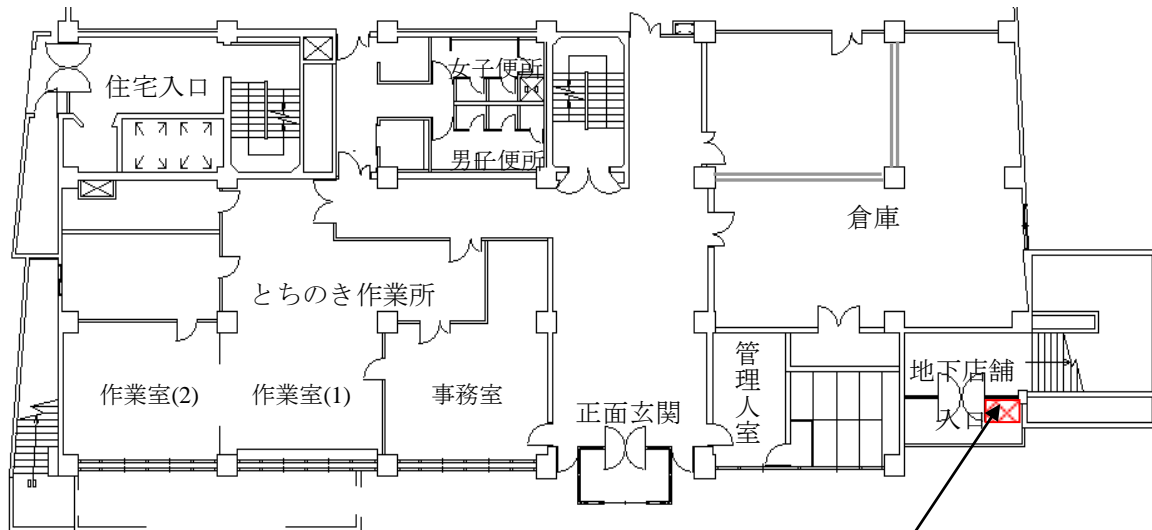 女子便所
住宅入口
男子便所
倉庫
とちのき作業所
管理人室
地下店舗
入口
作業室(2)
作業室(1)
事務室
正面玄関